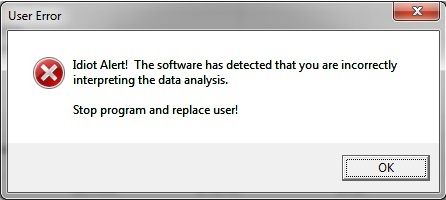 User Error
Idiot Alert!  The software has detected that you are incorrectly
interpreting the data analysis.
Stop program and replace user!
OK